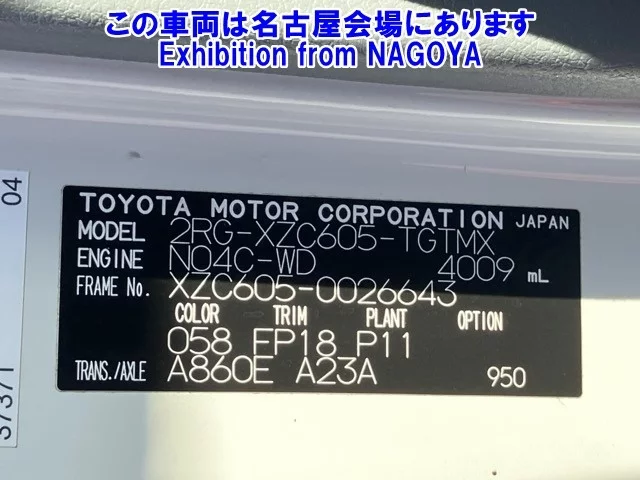 この車両は名古屋会場にあります
Exhibition from NAGOYA
04
37371
TOYOTA MOTOR CORPORATION JAPAN
MODEL 2RG-XZC605-TGTMX
ENGINE N04C-WD 4009 mL
FRAME No. XZC605-0026643
COLOR TRIM PLANT OPTION
058 FP18 P11
TRANS./AXLE A860E A23A 950